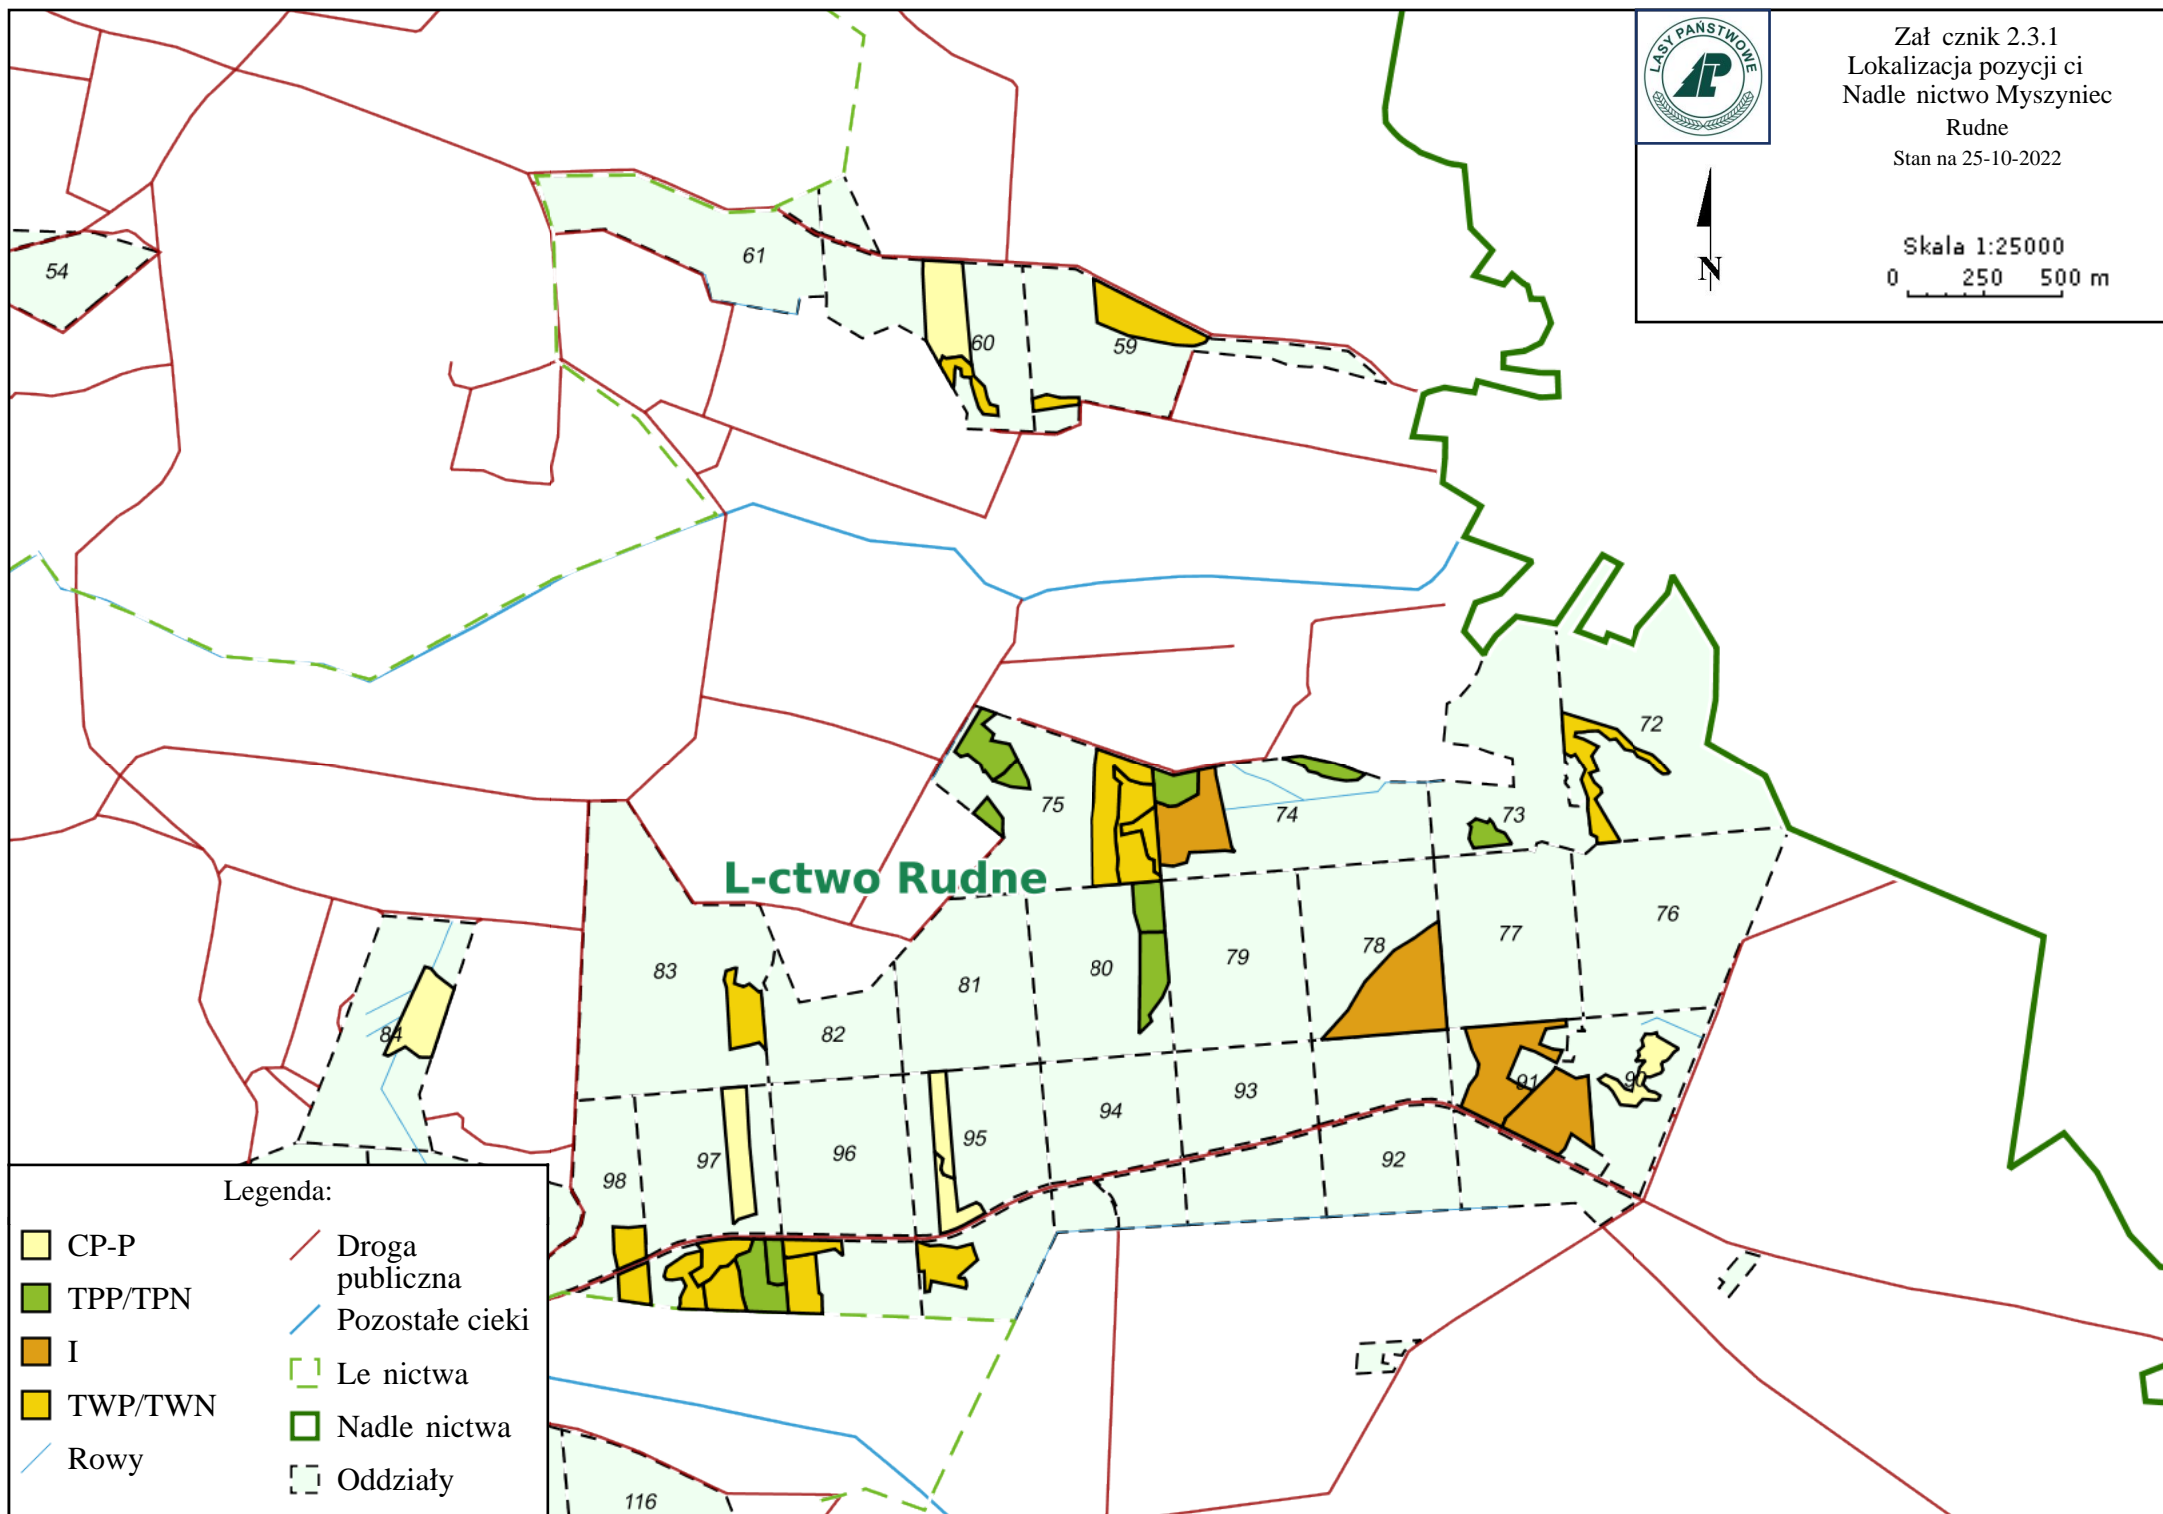 LASY PAŃSTWOWE
Zał cznik 2.3.1
Lokalizacja pozycji ci
Nadle nictwo Myszyniec
Rudne
Stan na 25-10-2022
N
Skala 1:25000
0 250 500 m
54
61
60
59
72
75
74
73
L-ctwo Rudne
76
77
78
79
80
81
82
83
84
90
91
92
93
94
95
96
97
98
116
Legenda:
CP-P
TPP/TPN
I
TWP/TWN
Rowy
Droga
publiczna
Pozostałe cieki
Le nictwa
Nadle nictwa
Oddziały